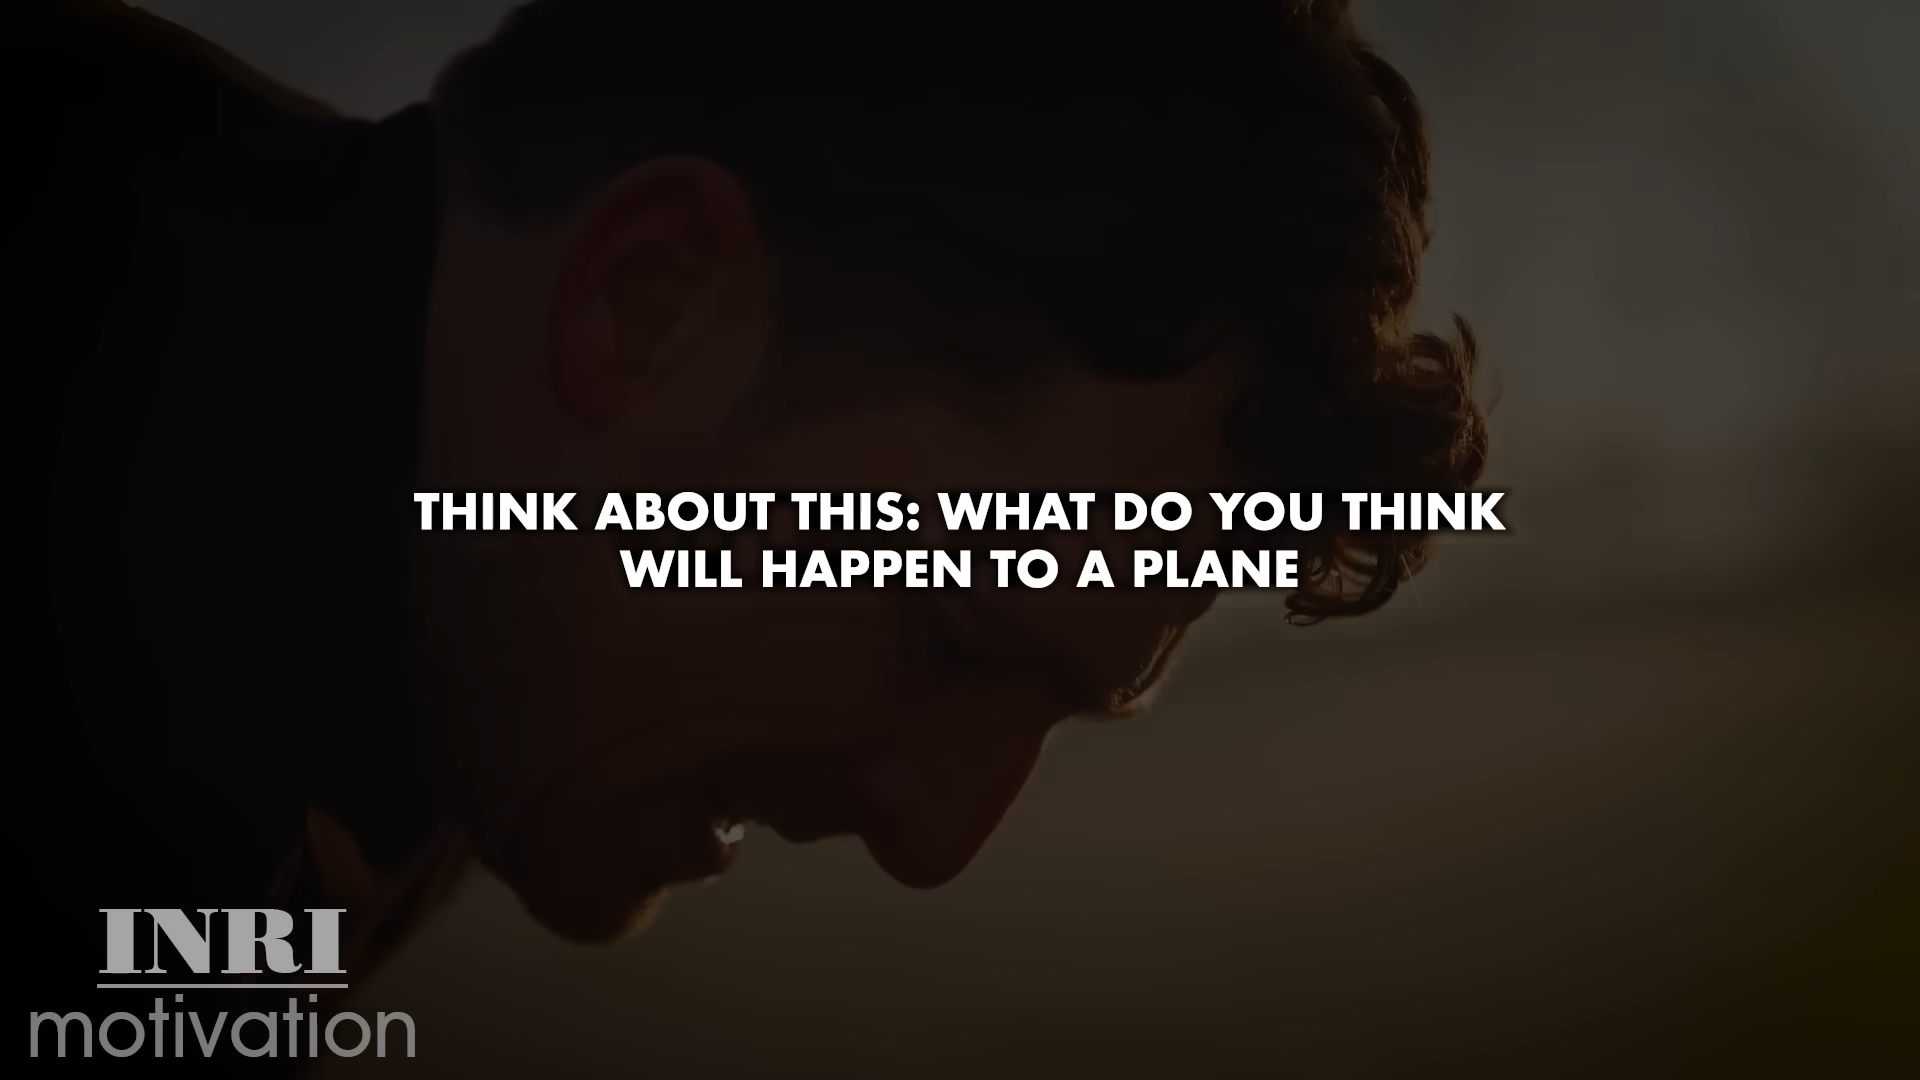 THINK ABOUT THIS: WHAT DO YOU THINK
WILL HAPPEN TO A PLANE
INRI
motivation